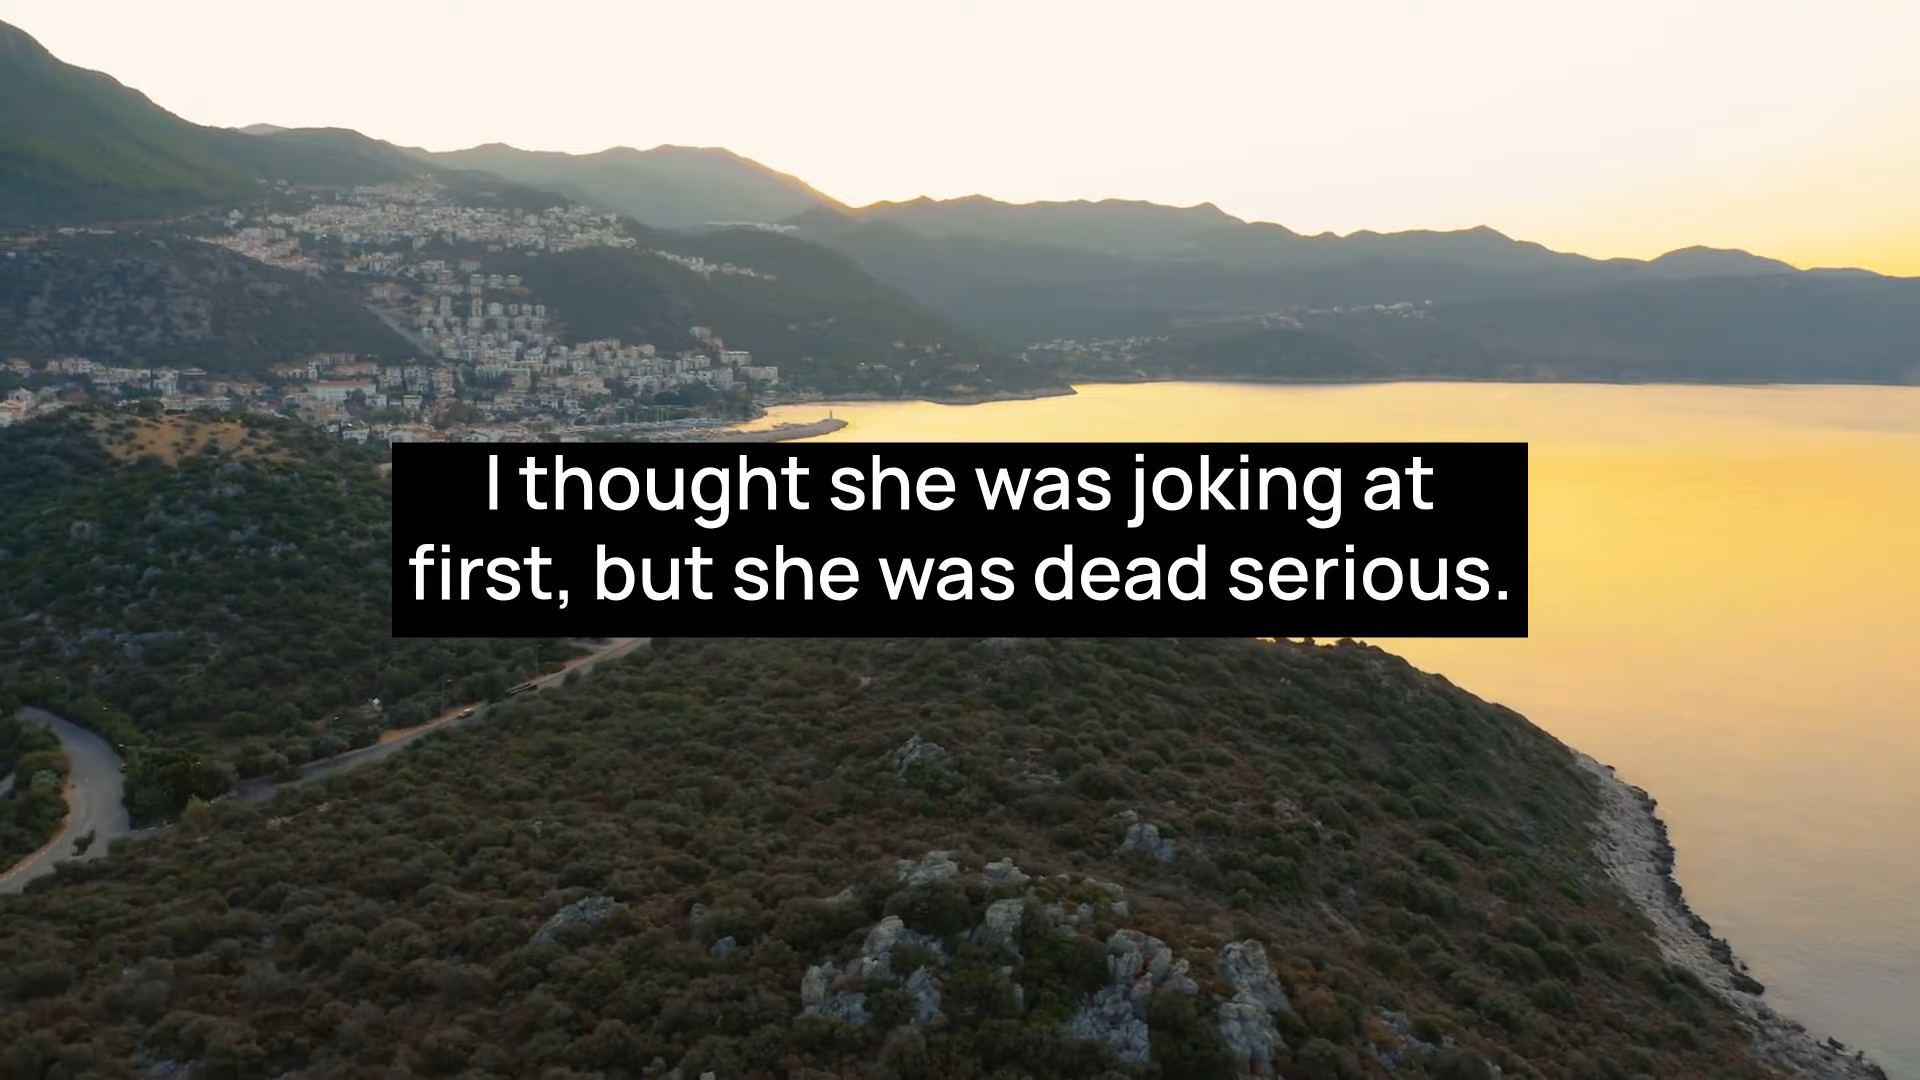 I thought she was joking at
first, but she was dead serious.